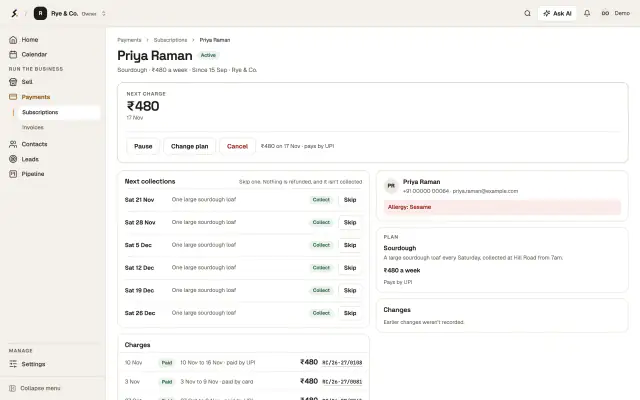 R Rye & Co. Owner
Ask AI
DO Demo
Home
Calendar
RUN THE BUSINESS
Sell
Payments
Subscriptions
Invoices
Contacts
Leads
Pipeline
MANAGE
Settings
Collapse menu
Payments › Subscriptions › Priya Raman
Priya Raman Active
Sourdough · ₹480 a week · Since 15 Sep · Rye & Co.
NEXT CHARGE
₹480
17 Nov
Pause Change plan Cancel ₹480 on 17 Nov · pays by UPI
Next collections Skip one. Nothing is refunded, and it isn't collected
Sat 21 Nov One large sourdough loaf Collect Skip
Sat 28 Nov One large sourdough loaf Collect Skip
Sat 5 Dec One large sourdough loaf Collect Skip
Sat 12 Dec One large sourdough loaf Collect Skip
Sat 19 Dec One large sourdough loaf Collect Skip
Sat 26 Dec One large sourdough loaf Collect Skip
Charges
10 Nov Paid 10 Nov to 16 Nov · paid by UPI ₹480 RI/26-27/0108
3 Nov Paid 3 Nov to 9 Nov · paid by card ₹480 RI/26-27/0081
PR Priya Raman
+91 00000 00064 · priya.raman@example.com
Allergy: Sesame
PLAN
Sourdough
A large sourdough loaf every Saturday, collected at Hill Road from 7am.
₹480 a week
Pays by UPI
Changes
Earlier changes weren't recorded.